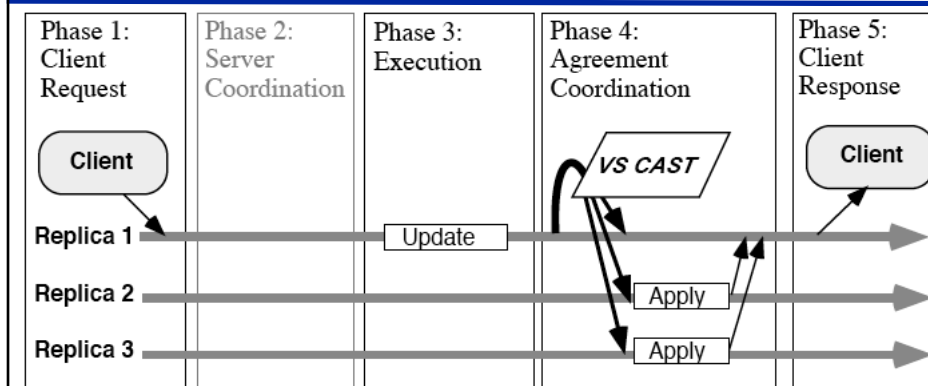 Phase 1:
Client
Request
Phase 2:
Server
Coordination
Phase 3:
Execution
Phase 4:
Agreement
Coordination
Phase 5:
Client
Response
Client
VS CAST
Client
Replica 1
Update
Replica 2
Apply
Replica 3
Apply